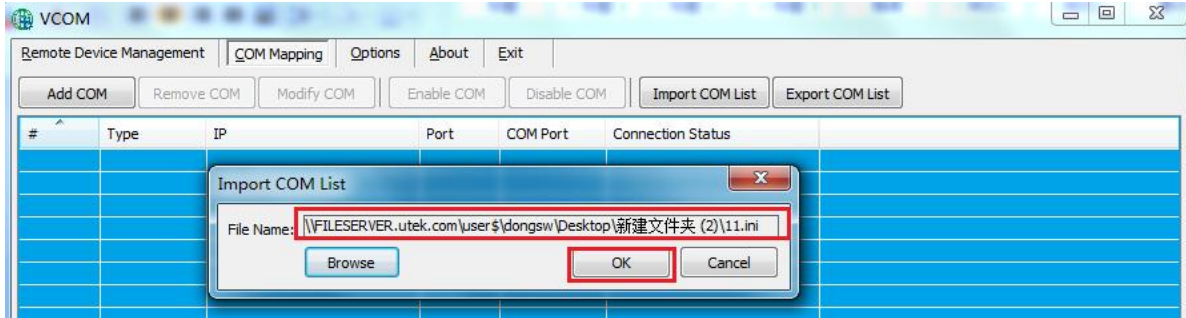 VCOM
Remote Device Management COM Mapping Options About Exit
Add COM Remove COM Modify COM Enable COM Disable COM Import COM List Export COM List
# Type IP Port COM Port Connection Status
Import COM List
File Name: \\FILESERVER.utek.com\user$\dongsw\Desktop\新建文件夹 (2)\11.ini
Browse OK Cancel